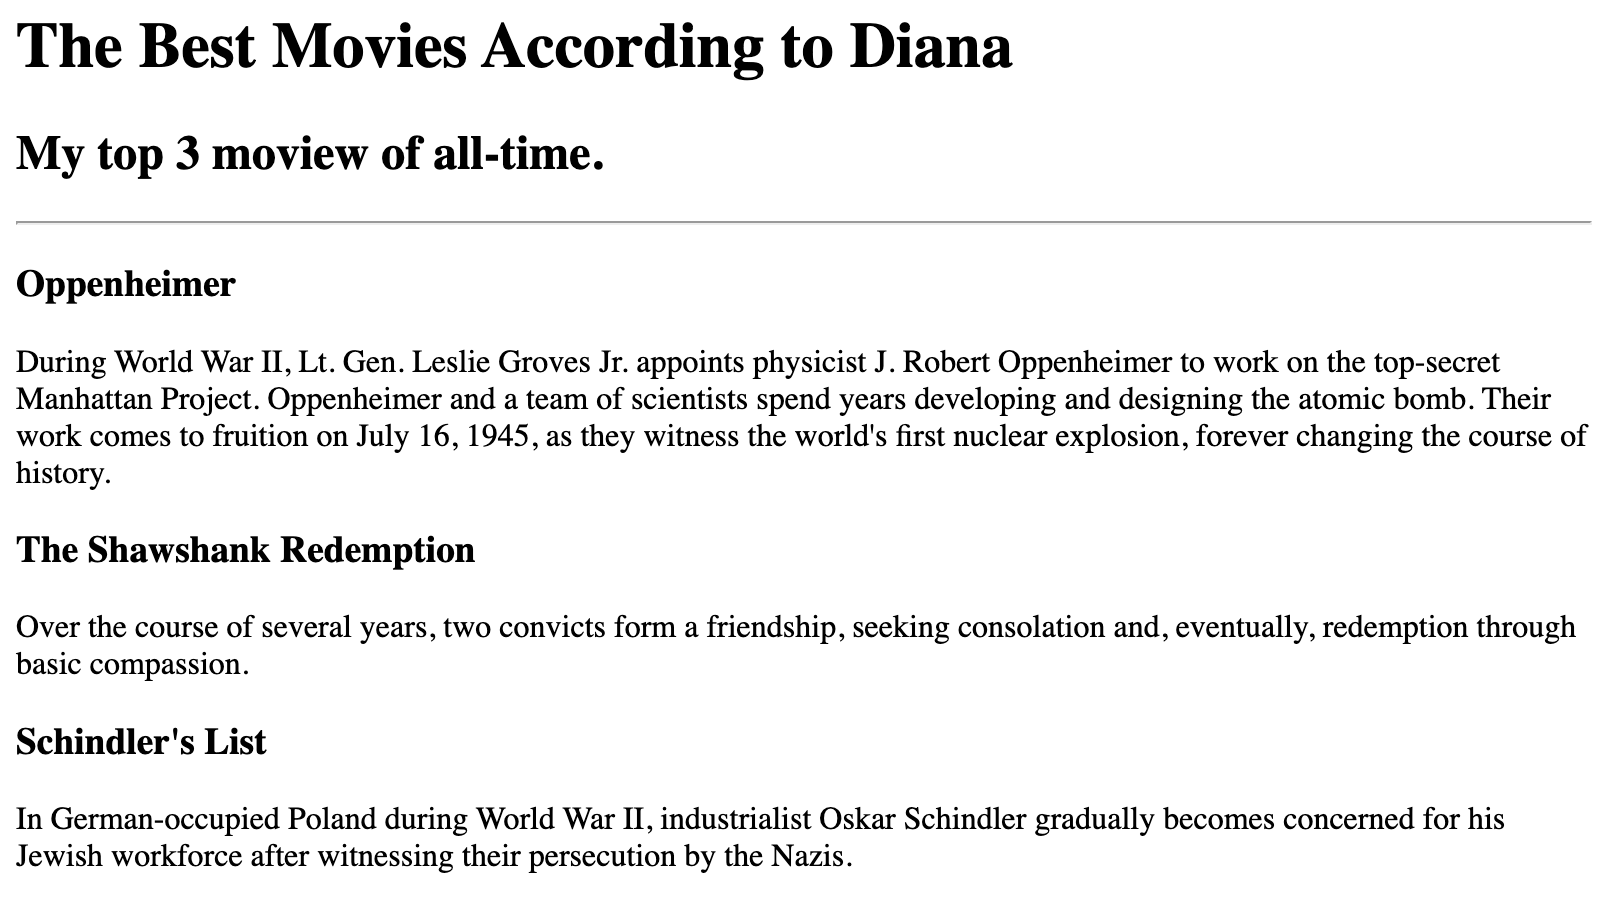 The Best Movies According to Diana
My top 3 moview of all-time.
Oppenheimer
During World War II, Lt. Gen. Leslie Groves Jr. appoints physicist J. Robert Oppenheimer to work on the top-secret
Manhattan Project. Oppenheimer and a team of scientists spend years developing and designing the atomic bomb. Their
work comes to fruition on July 16, 1945, as they witness the world's first nuclear explosion, forever changing the course of
history.
The Shawshank Redemption
Over the course of several years, two convicts form a friendship, seeking consolation and, eventually, redemption through
basic compassion.
Schindler's List
In German-occupied Poland during World War II, industrialist Oskar Schindler gradually becomes concerned for his
Jewish workforce after witnessing their persecution by the Nazis.